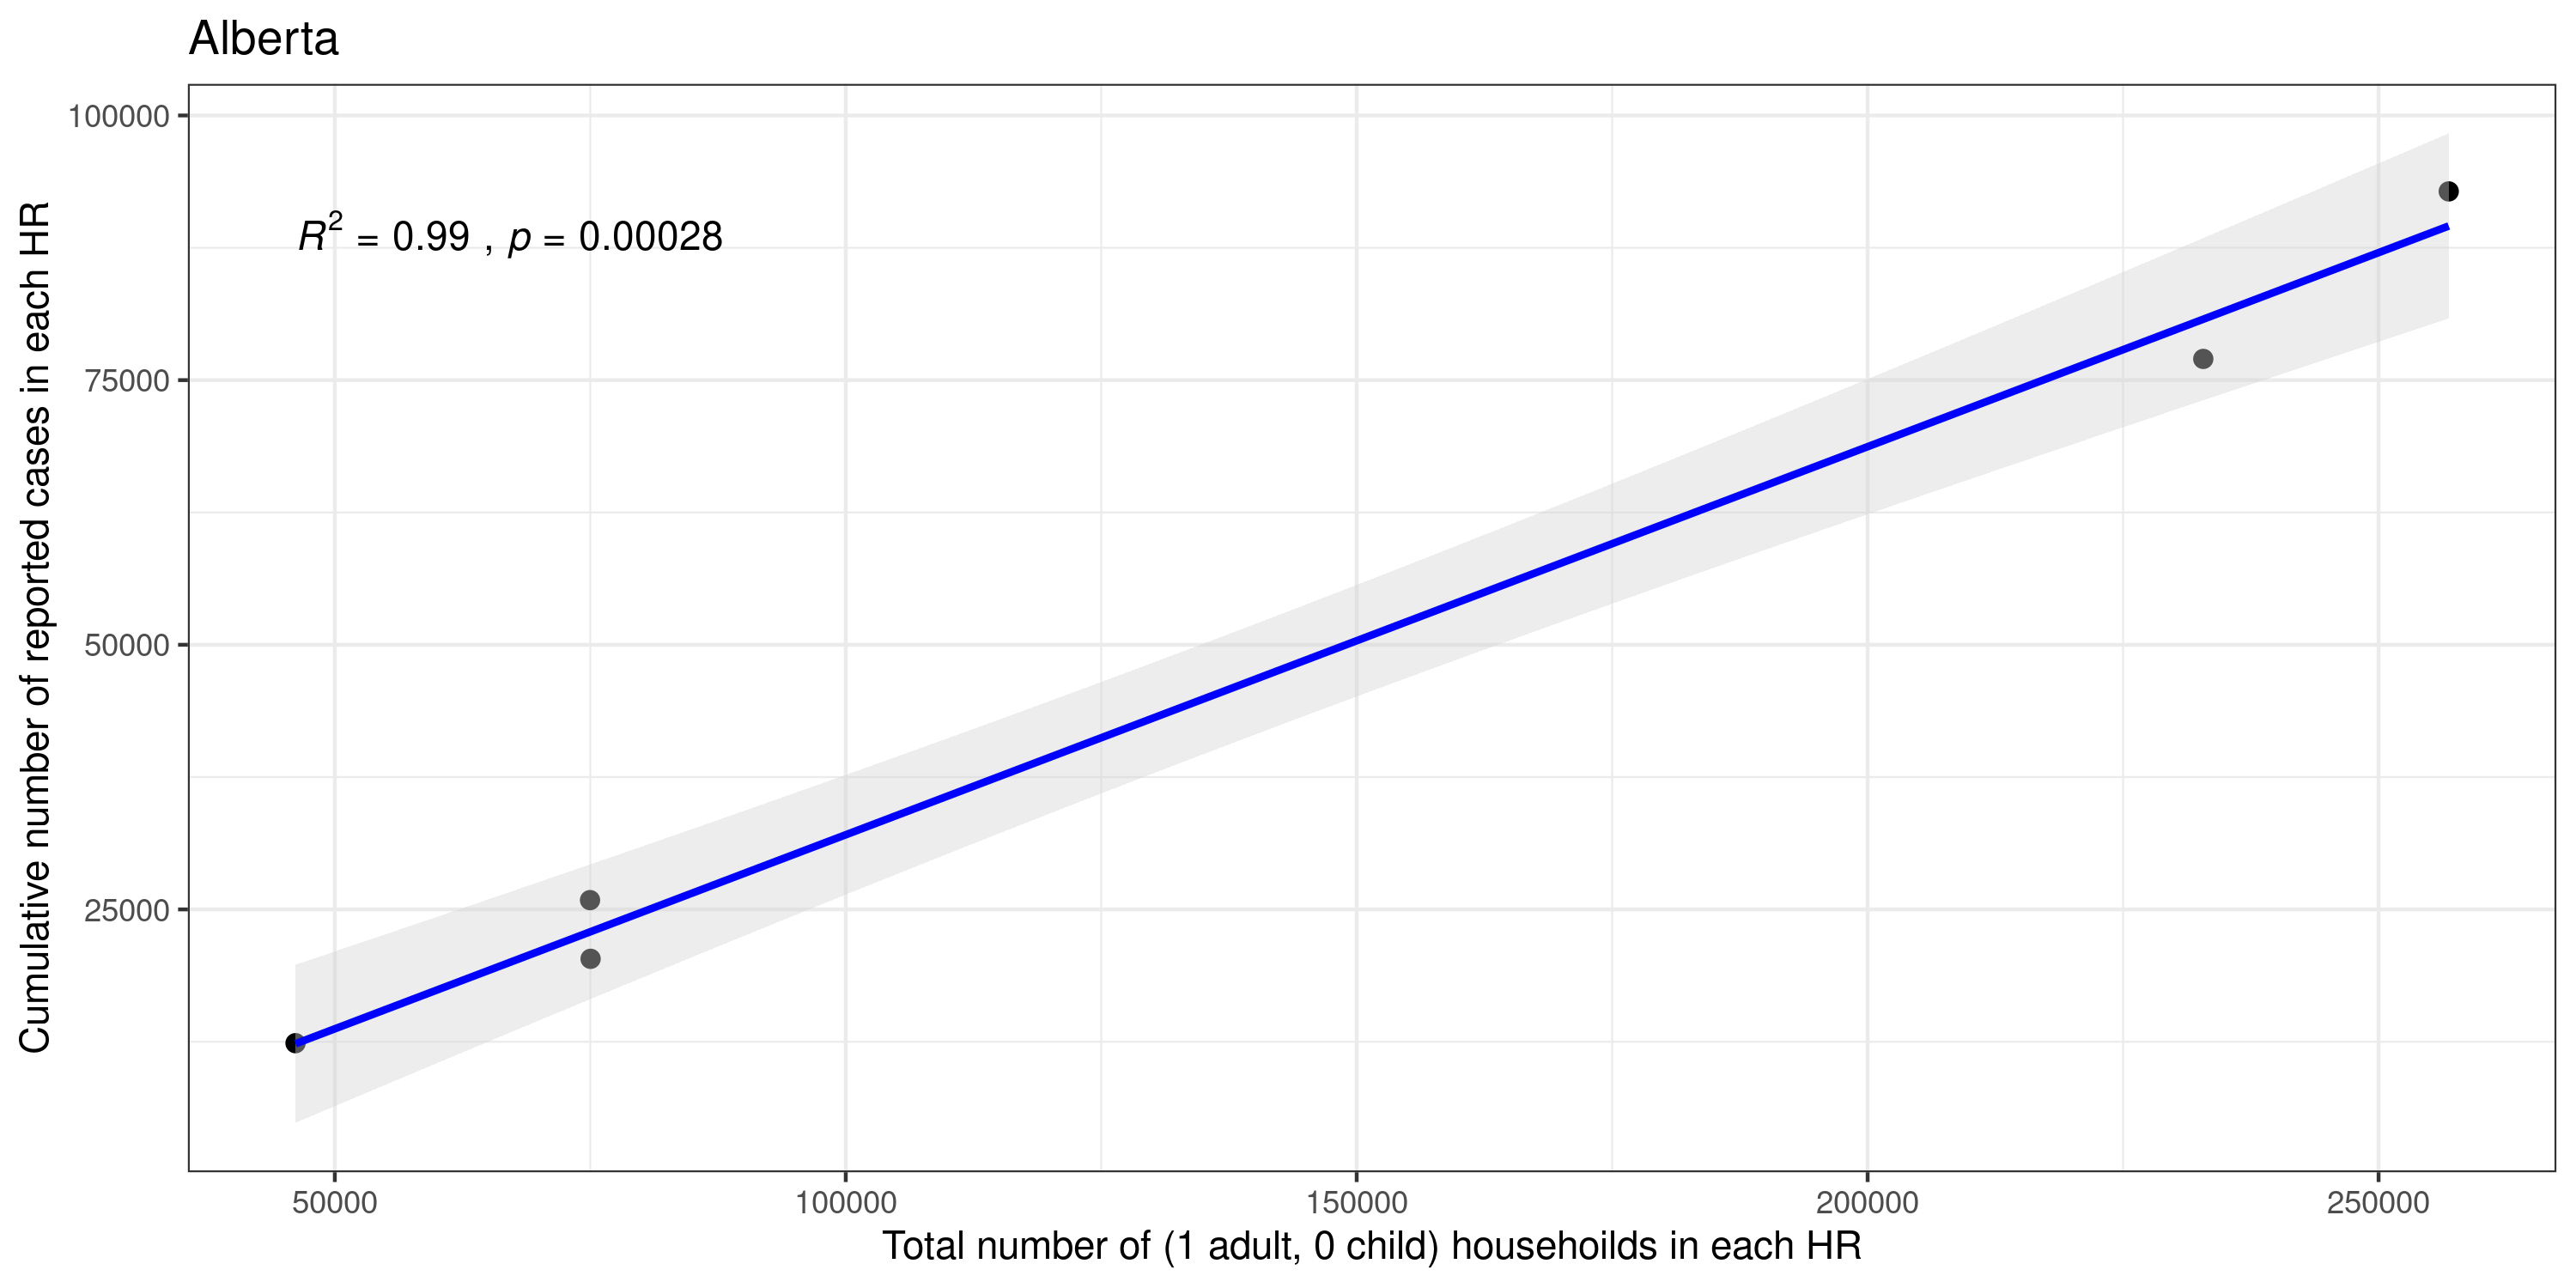 Alberta
100000
75000
50000
25000
R² = 0.99 , p = 0.00028
Cumulative number of reported cases in each HR
50000
100000
150000
200000
250000
Total number of (1 adult, 0 child) househoilds in each HR